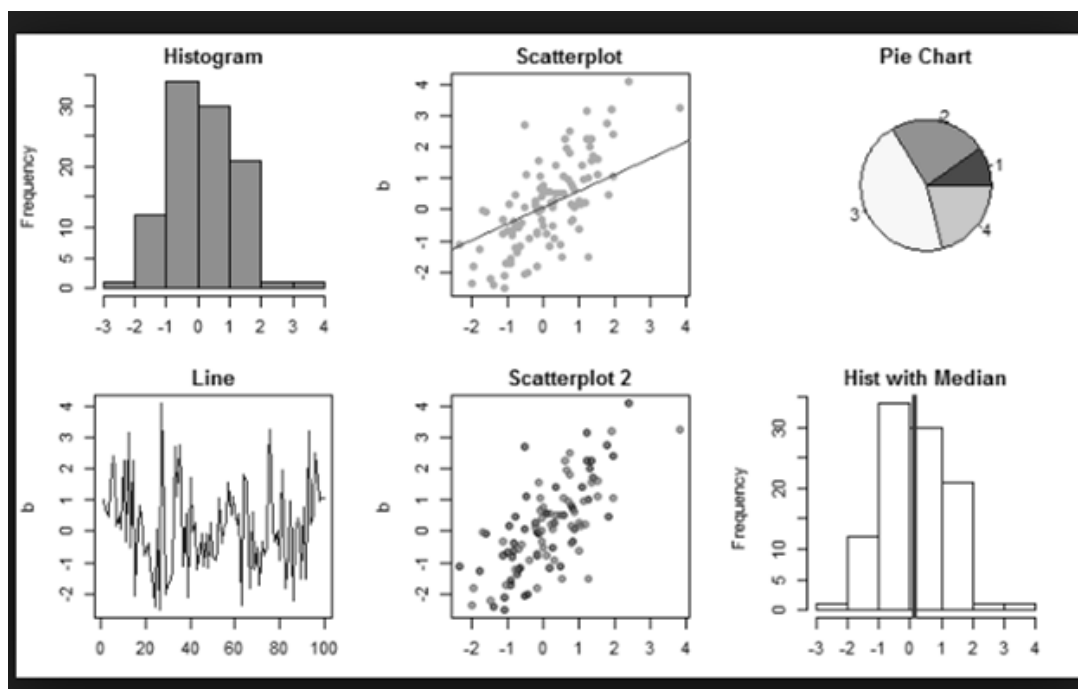 Histogram
Frequency
0 5 10 20 30
-3 -2 -1 0 1 2 3 4
Scatterplot
b
-2 -1 0 1 2 3 4
-2 -1 0 1 2 3 4
Pie Chart
1
2
3
4
Line
b
-2 -1 0 1 2 3 4
0 20 40 60 80 100
Scatterplot 2
b
-2 -1 0 1 2 3 4
-2 -1 0 1 2 3 4
Hist with Median
Frequency
0 5 10 20 30
-3 -2 -1 0 1 2 3 4